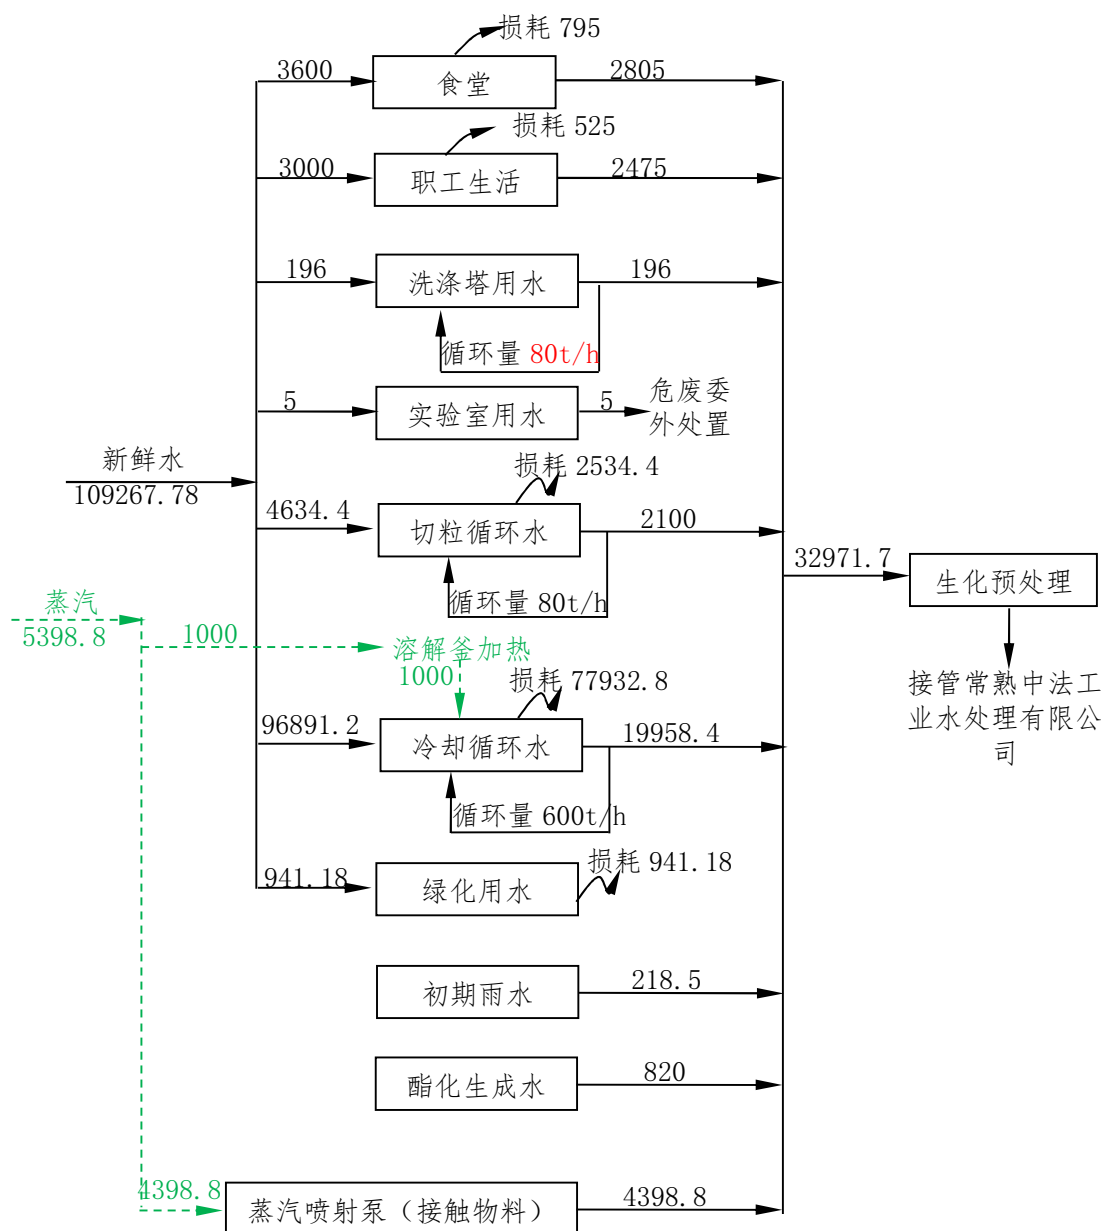 损耗 795
3600
食堂
2805
损耗 525
3000
职工生活
2475
196
洗涤塔用水
196
循环量 80t/h
5
实验室用水
5
危废委
外处置
新鲜水
109267.78
损耗 2534.4
4634.4
切粒循环水
2100
循环量 80t/h
32971.7
生化预处理
接管常熟中法工
业水处理有限公
司
蒸汽
5398.8
1000
溶解釜加热
1000
损耗 77932.8
96891.2
冷却循环水
19958.4
循环量 600t/h
941.18
绿化用水
损耗 941.18
初期雨水
218.5
酯化生成水
820
4398.8
蒸汽喷射泵（接触物料）
4398.8